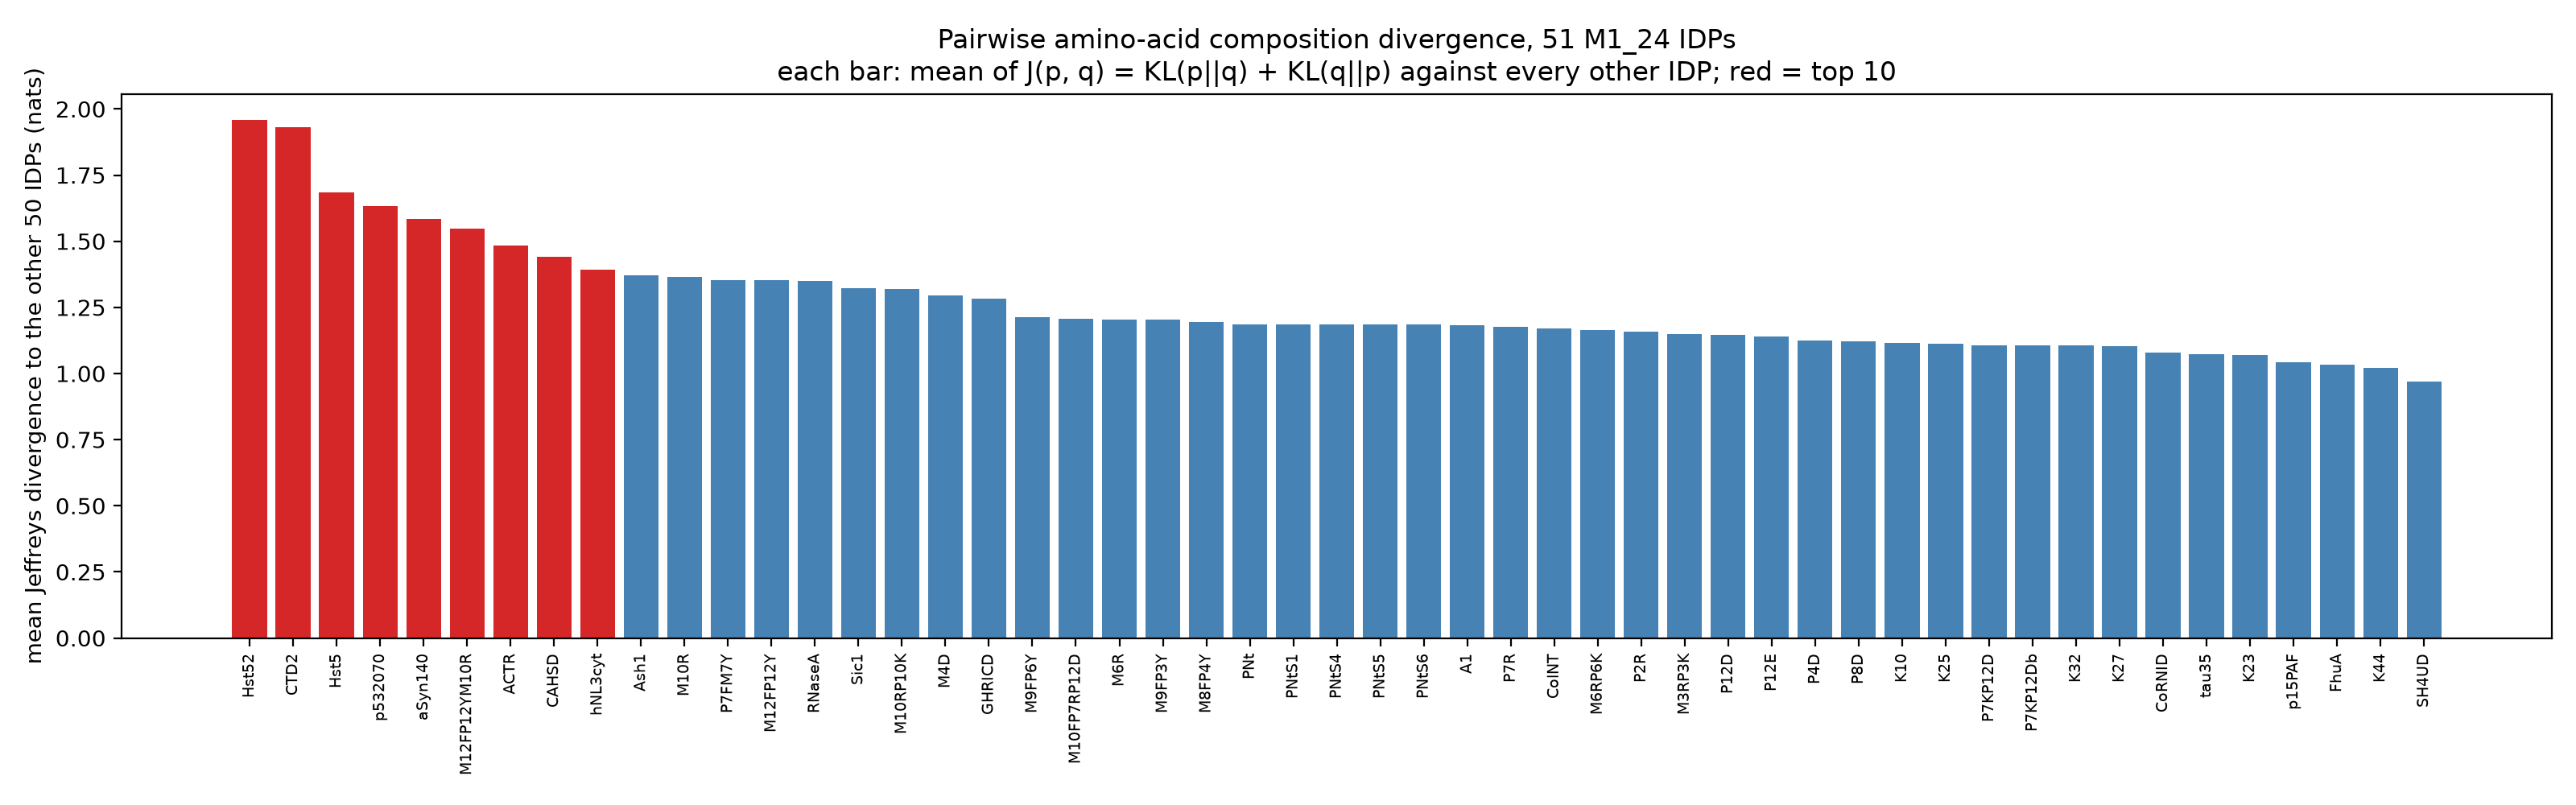 Pairwise amino-acid composition divergence, 51 M1_24 IDPs
each bar: mean of J(p, q) = KL(p||q) + KL(q||p) against every other IDP; red = top 10
mean Jeffreys divergence to the other 50 IDPs (nats)
2.00
1.75
1.50
1.25
1.00
0.75
0.50
0.25
0.00
Hst52
CTD2
Hst5
p532070
aSyn140
M12FP12YM10R
ACTR
CAHSD
hNL3cyt
Ash1
M10R
P7FM7Y
M12FP12Y
RNaseA
Sic1
M10RP10K
M4D
GHRICD
M9FP6Y
M10FP7RP12D
M6R
M9FP3Y
M8FP4Y
PNt
PNtS1
PNtS4
PNtS5
PNtS6
A1
P7R
ColNT
M6RP6K
P2R
M3RP3K
P12D
P12E
P4D
P8D
K10
K25
P7KP12D
P7KP12Db
K32
K27
CoRNID
tau35
K23
p15PAF
FhuA
K44
SH4UD